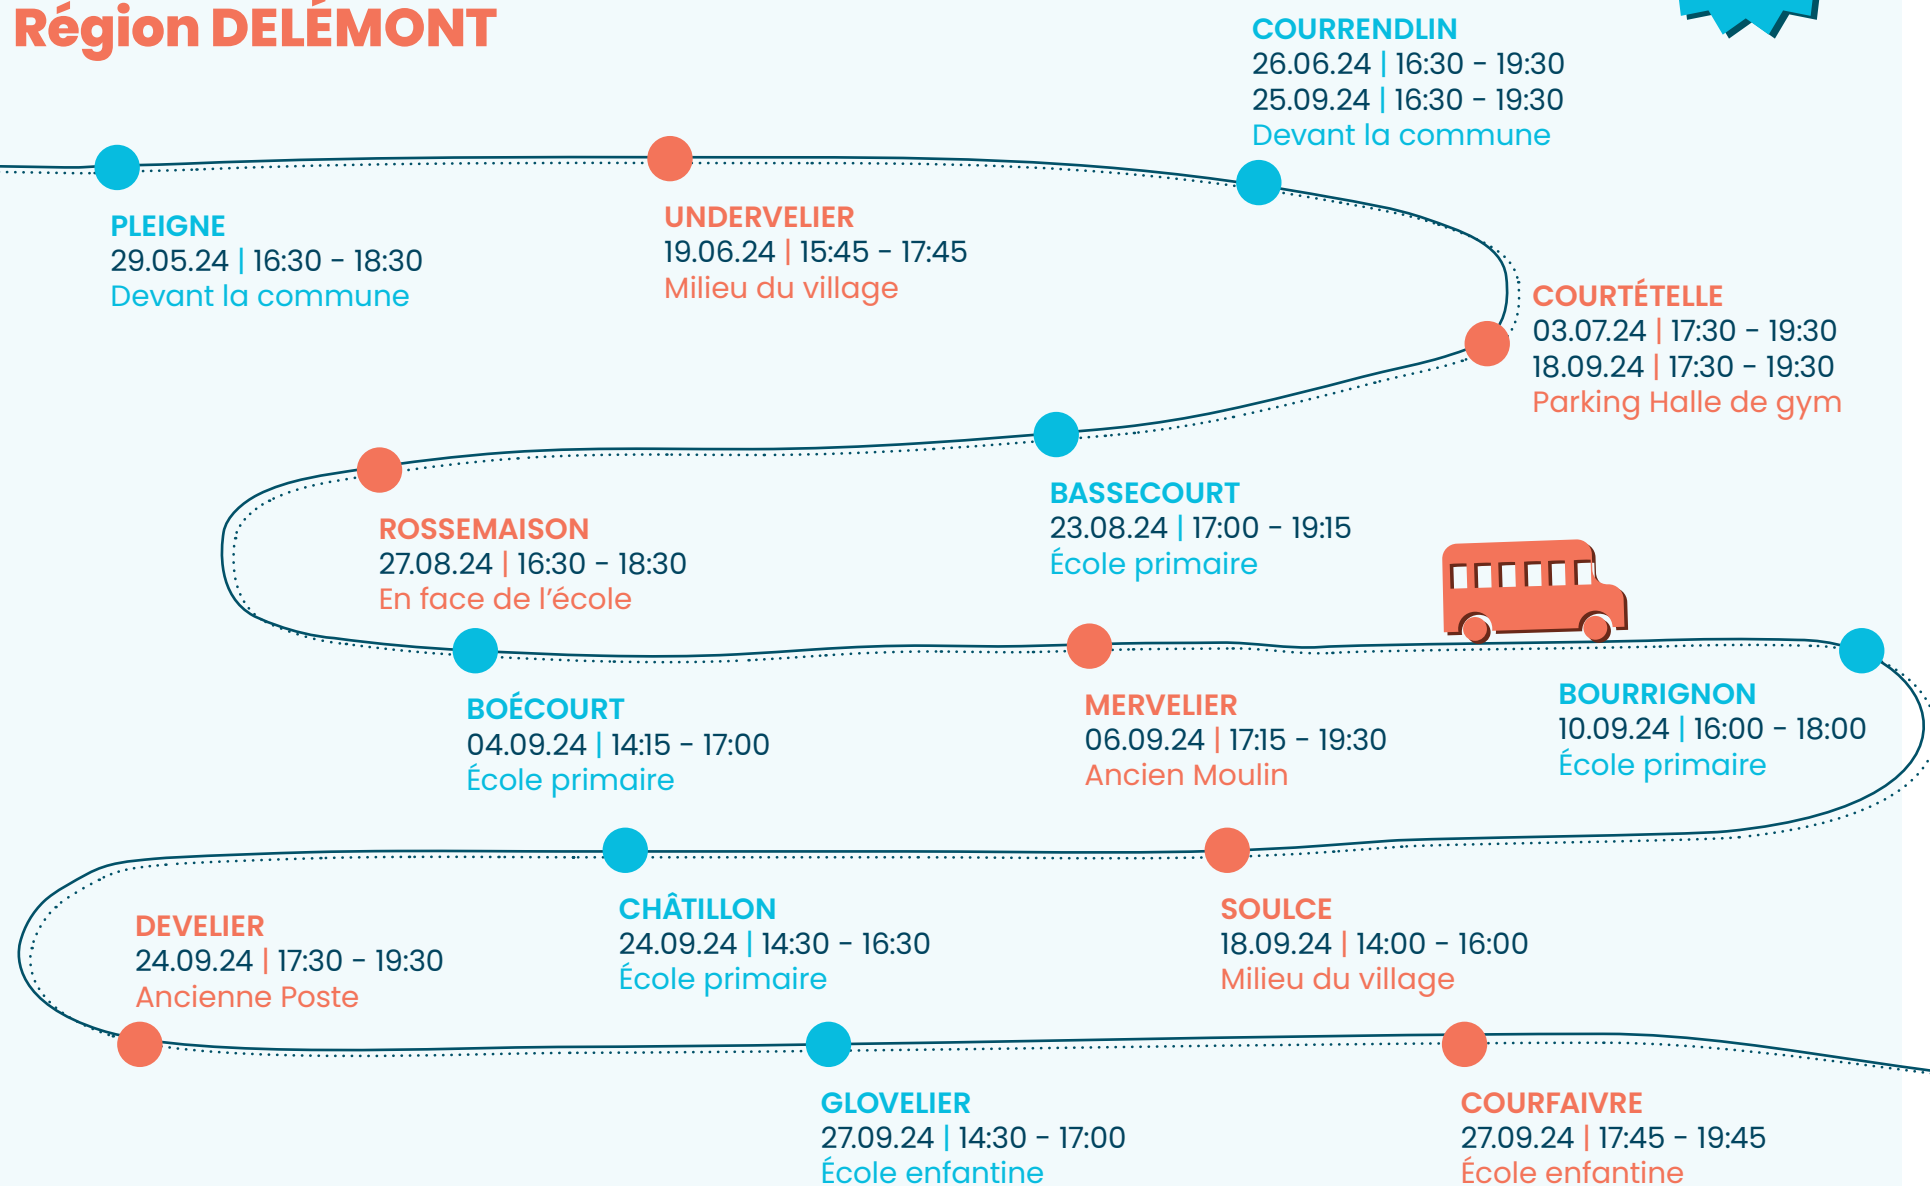 Région DELÉMONT
COURRENDLIN
26.06.24 | 16:30 - 19:30
25.09.24 | 16:30 - 19:30
Devant la commune
PLEIGNE
29.05.24 | 16:30 - 18:30
Devant la commune
UNDERVELIER
19.06.24 | 15:45 - 17:45
Milieu du village
COURTÉTELLE
03.07.24 | 17:30 - 19:30
18.09.24 | 17:30 - 19:30
Parking Halle de gym
BASSECOURT
23.08.24 | 17:00 - 19:15
École primaire
ROSSEMAISON
27.08.24 | 16:30 - 18:30
En face de l’école
BOÉCOURT
04.09.24 | 14:15 - 17:00
École primaire
MERVELIER
06.09.24 | 17:15 - 19:30
Ancien Moulin
BOURRIGNON
10.09.24 | 16:00 - 18:00
École primaire
DEVELIER
24.09.24 | 17:30 - 19:30
Ancienne Poste
CHÂTILLON
24.09.24 | 14:30 - 16:30
École primaire
SOULCE
18.09.24 | 14:00 - 16:00
Milieu du village
GLOVELIER
27.09.24 | 14:30 - 17:00
École enfantine
COURFAIVRE
27.09.24 | 17:45 - 19:45
École enfantine